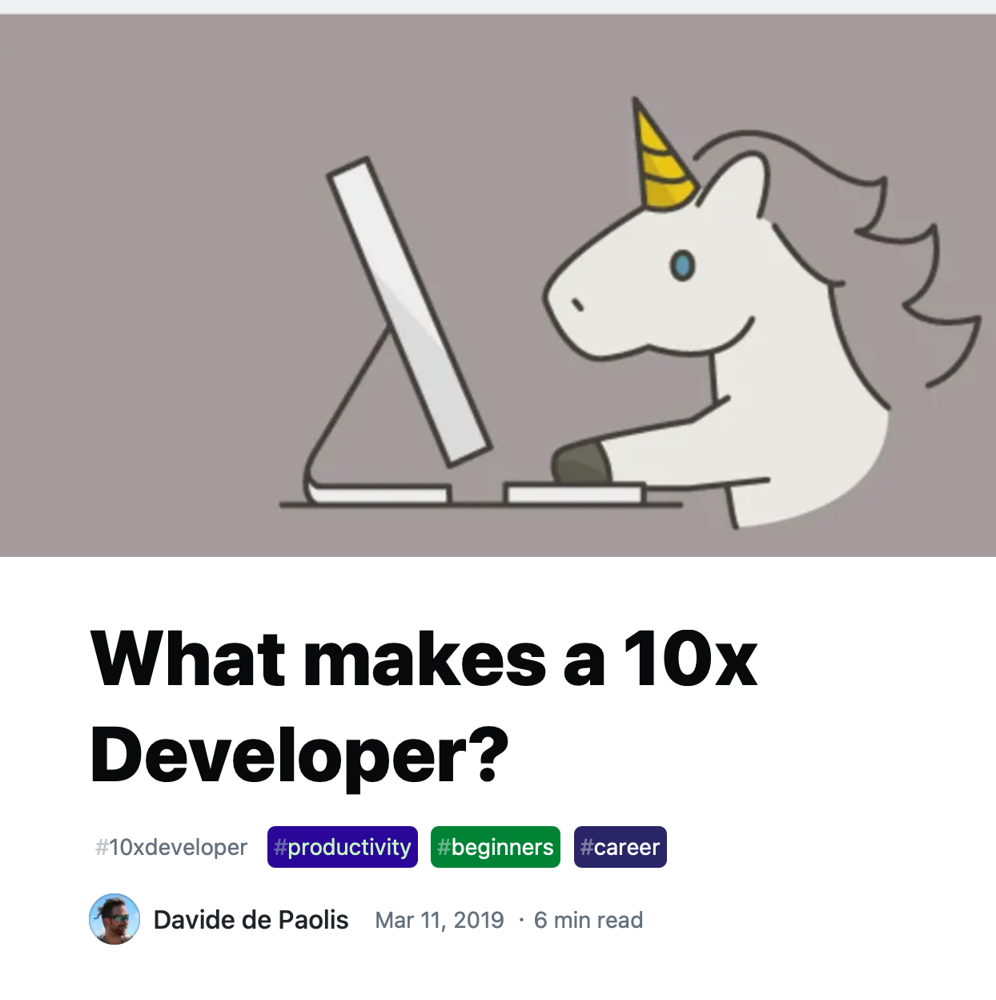 What makes a 10x
Developer?
#10xdeveloper #productivity #beginners #career
Davide de Paolis Mar 11, 2019 · 6 min read